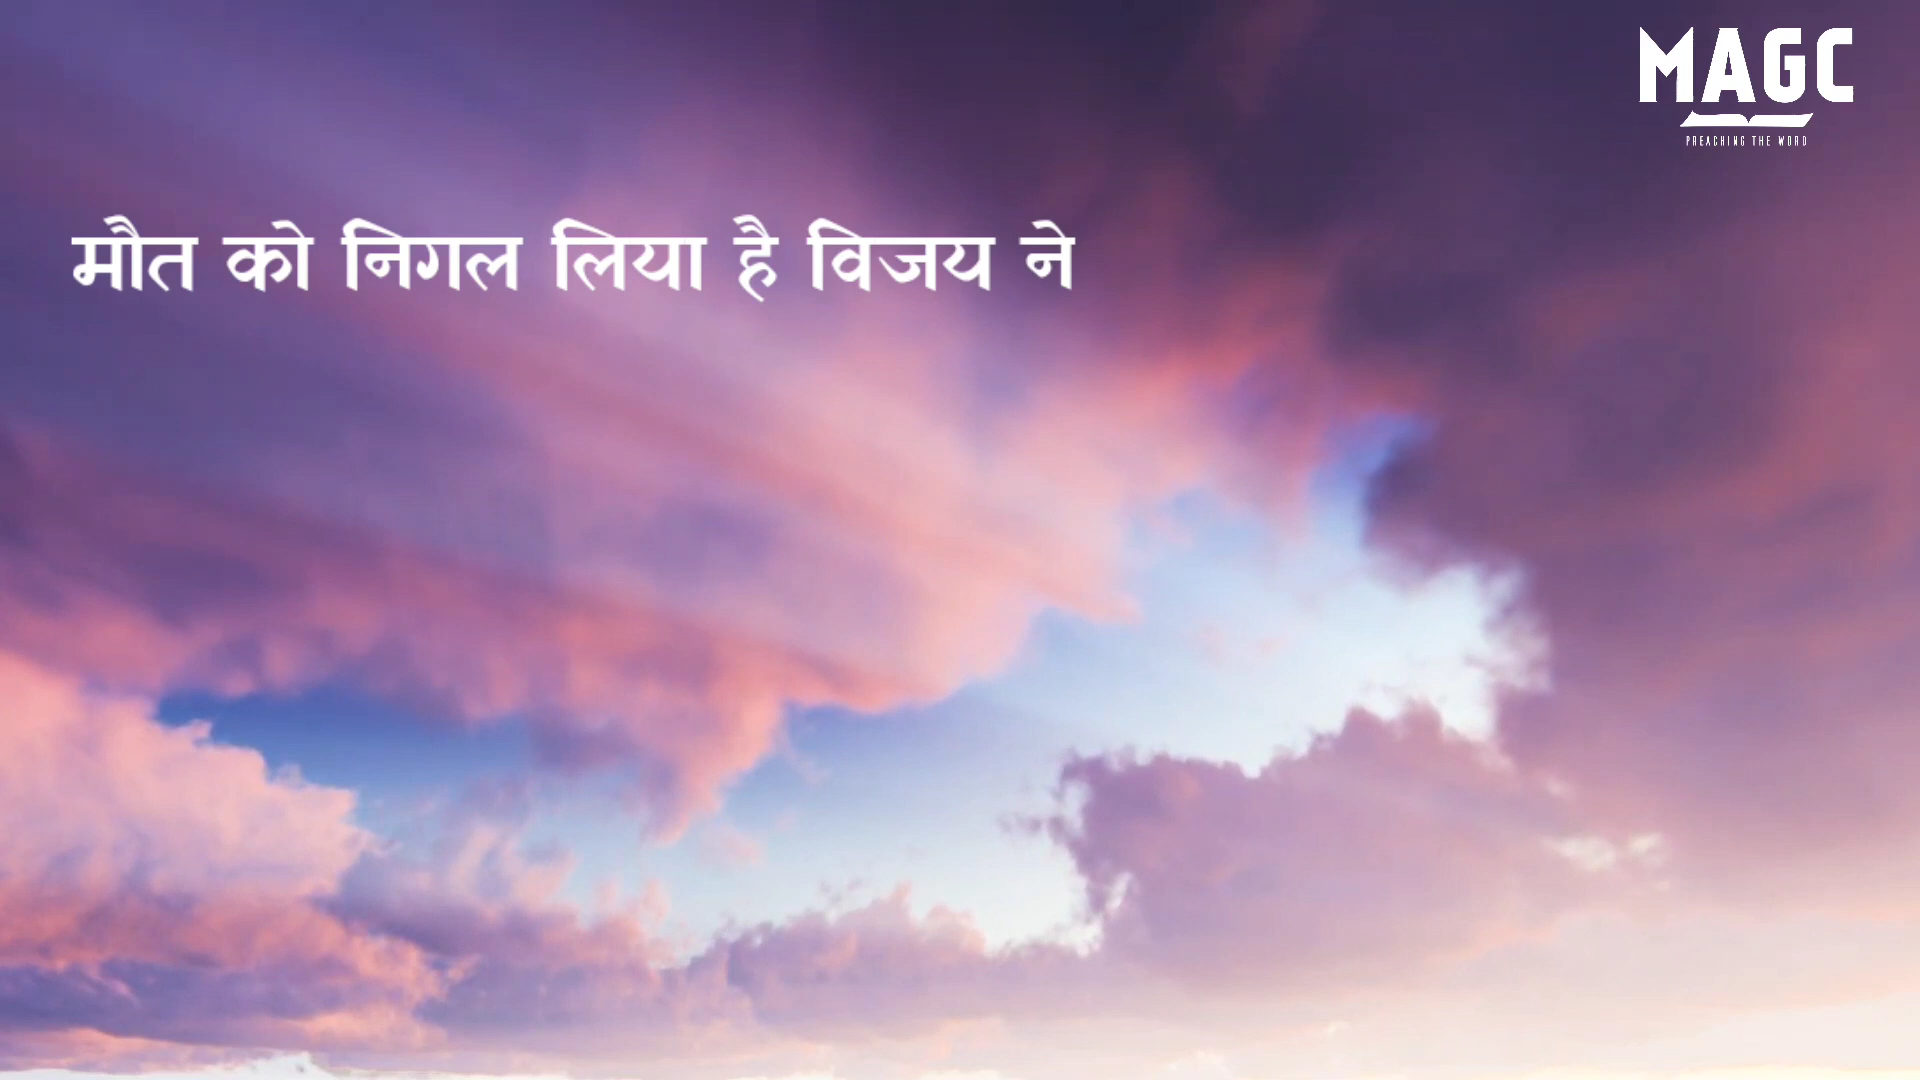 MAGC
PREACHING THE WORD
मौत को निगल लिया है विजय ने